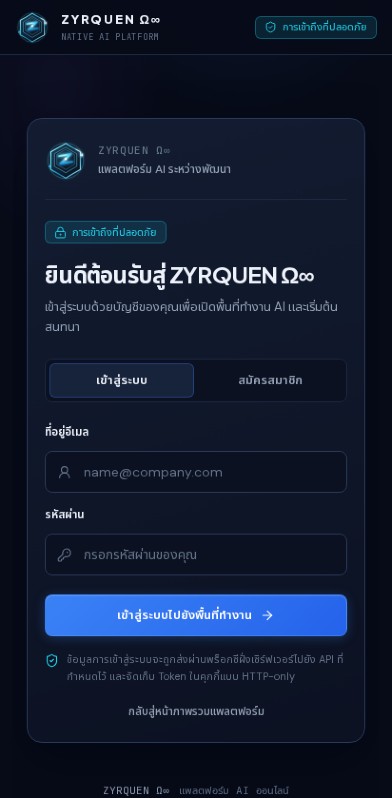 ZYRQUEN Ω∞
NATIVE AI PLATFORM
การเข้าถึงที่ปลอดภัย
ZYRQUEN Ω∞
แพลตฟอร์ม AI ระหว่างพัฒนา
การเข้าถึงที่ปลอดภัย
ยินดีต้อนรับสู่ ZYRQUEN Ω∞
เข้าสู่ระบบด้วยบัญชีของคุณเพื่อเปิดพื้นที่ทำงาน AI และเริ่มต้น
สนทนา
เข้าสู่ระบบ
สมัครสมาชิก
ที่อยู่อีเมล
name@company.com
รหัสผ่าน
กรอกรหัสผ่านของคุณ
เข้าสู่ระบบไปยังพื้นที่ทำงาน →
ข้อมูลการเข้าสู่ระบบจะถูกส่งผ่านพร็อกซีฝั่งเซิร์ฟเวอร์ไปยัง API ที่
กำหนดไว้ และจัดเก็บ Token ในคุกกี้แบบ HTTP-only
กลับสู่หน้าภาพรวมแพลตฟอร์ม
ZYRQUEN Ω∞ แพลตฟอร์ม AI ออนไลน์